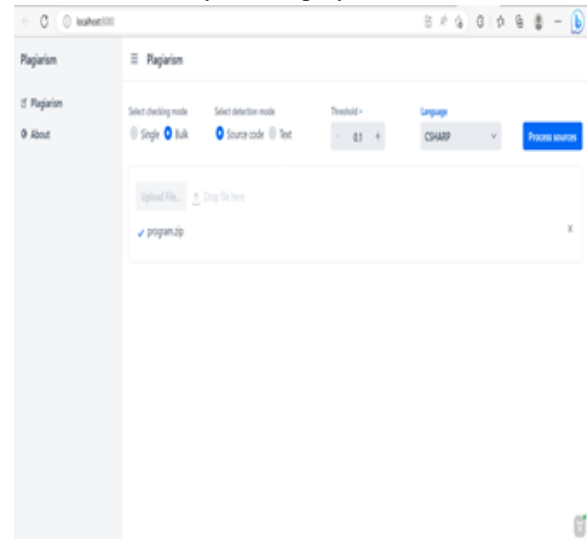 localhost:8080
Plagiarism
Plagiarism
Plagiarism
About
Select checking mode
Single Bulk
Select detection mode
Source code Text
Threshold •
0.1
Language
CSHARP
Process sources
Upload File...
Drop file here
program.zip